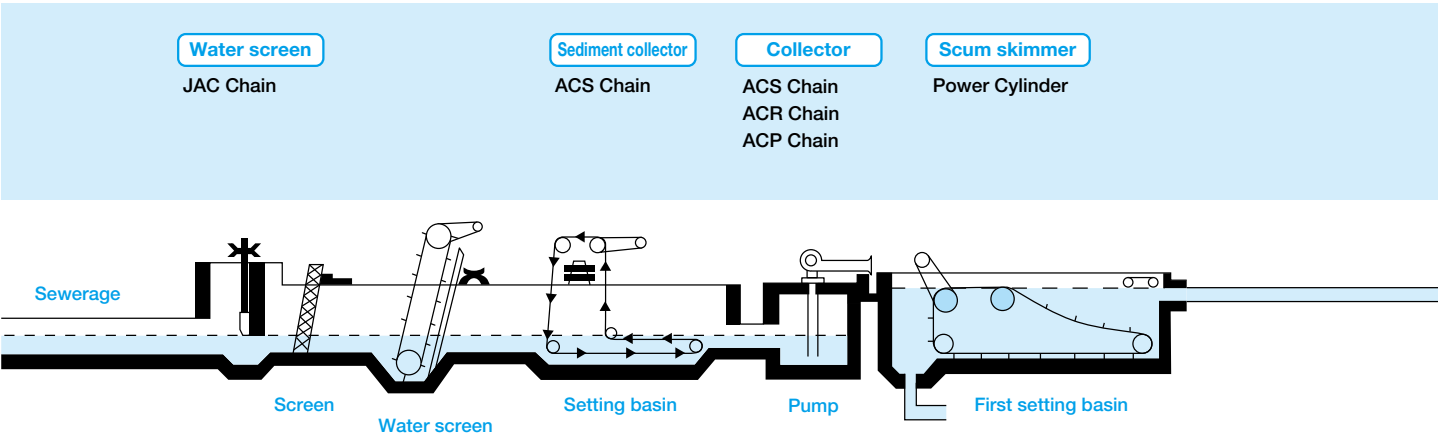 Water screen
JAC Chain
Sediment collector
ACS Chain
Collector
ACS Chain
ACR Chain
ACP Chain
Scum skimmer
Power Cylinder
Sewerage
Screen
Water screen
Setting basin
Pump
First setting basin